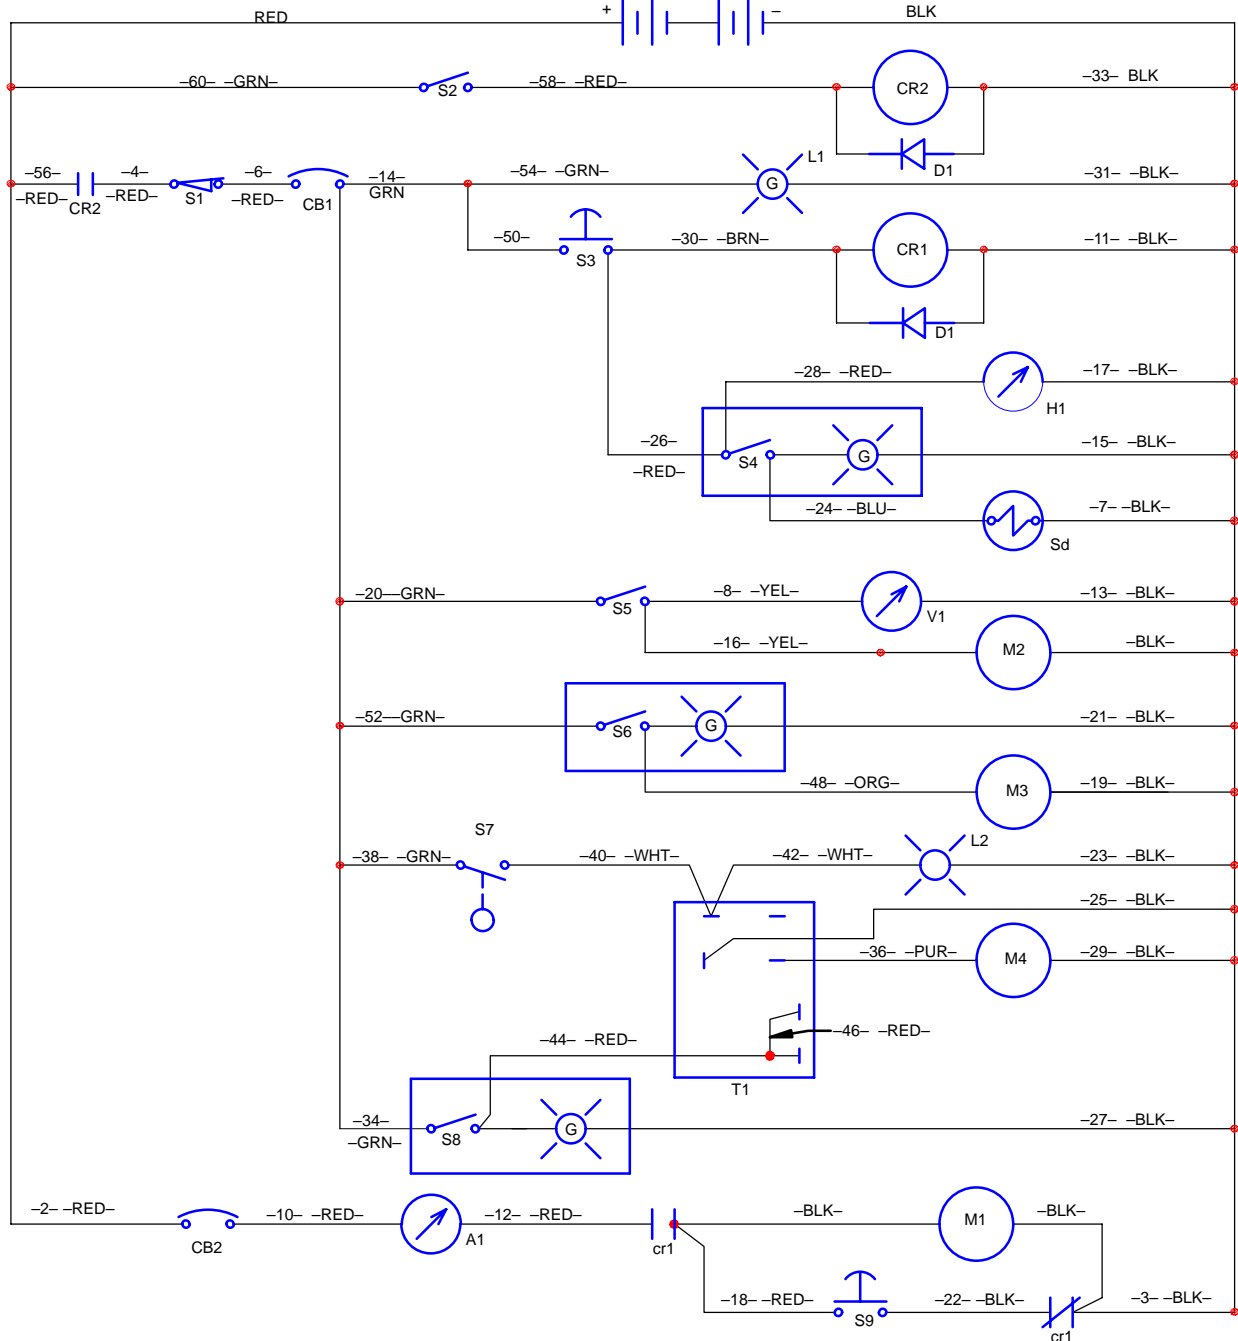 RED + – BLK
–60– –GRN– S2 –58– –RED– CR2 –33– BLK
D1
–56– –RED– CR2 –4– –RED– S1 –6– –RED– CB1 –14– GRN –54– –GRN– G L1 –31– –BLK–
–50– S3 –30– –BRN– CR1 –11– –BLK–
D1
–28– –RED– H1 –17– –BLK–
–26– –RED– S4 G –15– –BLK–
–24– –BLU– Sd –7– –BLK–
–20––GRN– S5 –8– –YEL– V1 –13– –BLK–
–16– –YEL– M2 –BLK–
–52––GRN– S6 G –21– –BLK–
–48– –ORG– M3 –19– –BLK–
S7
–38– –GRN– –40– –WHT– –42– –WHT– L2 –23– –BLK–
–25– –BLK–
–36– –PUR– M4 –29– –BLK–
–46– –RED–
–44– –RED–
T1
–34– –GRN– S8 G –27– –BLK–
–2– –RED– CB2 –10– –RED– A1 –12– –RED– cr1 –BLK– M1 –BLK–
–18– –RED– S9 –22– –BLK– cr1 –3– –BLK–